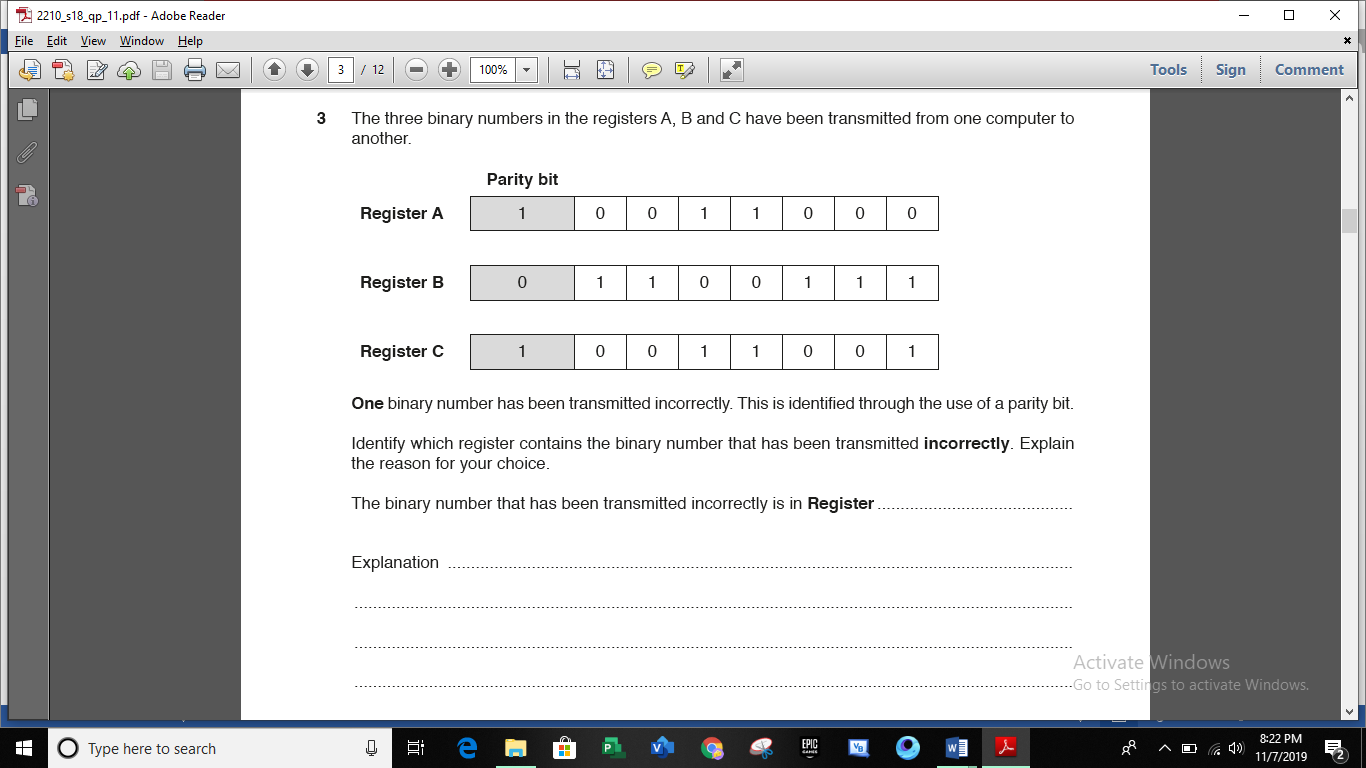 2210_s18_qp_11.pdf - Adobe Reader
File Edit View Window Help
3 / 12 100% Tools Sign Comment
3 The three binary numbers in the registers A, B and C have been transmitted from one computer to
another.
Parity bit
Register A 1 0 0 1 1 0 0 0
Register B 0 1 1 0 0 1 1 1
Register C 1 0 0 1 1 0 0 1
One binary number has been transmitted incorrectly. This is identified through the use of a parity bit.
Identify which register contains the binary number that has been transmitted incorrectly. Explain
the reason for your choice.
The binary number that has been transmitted incorrectly is in Register ..........................................
Explanation ..........................................
Activate Windows
Go to Settings to activate Windows.
Type here to search
EPIC
GAMES
8:22 PM
11/7/2019
2